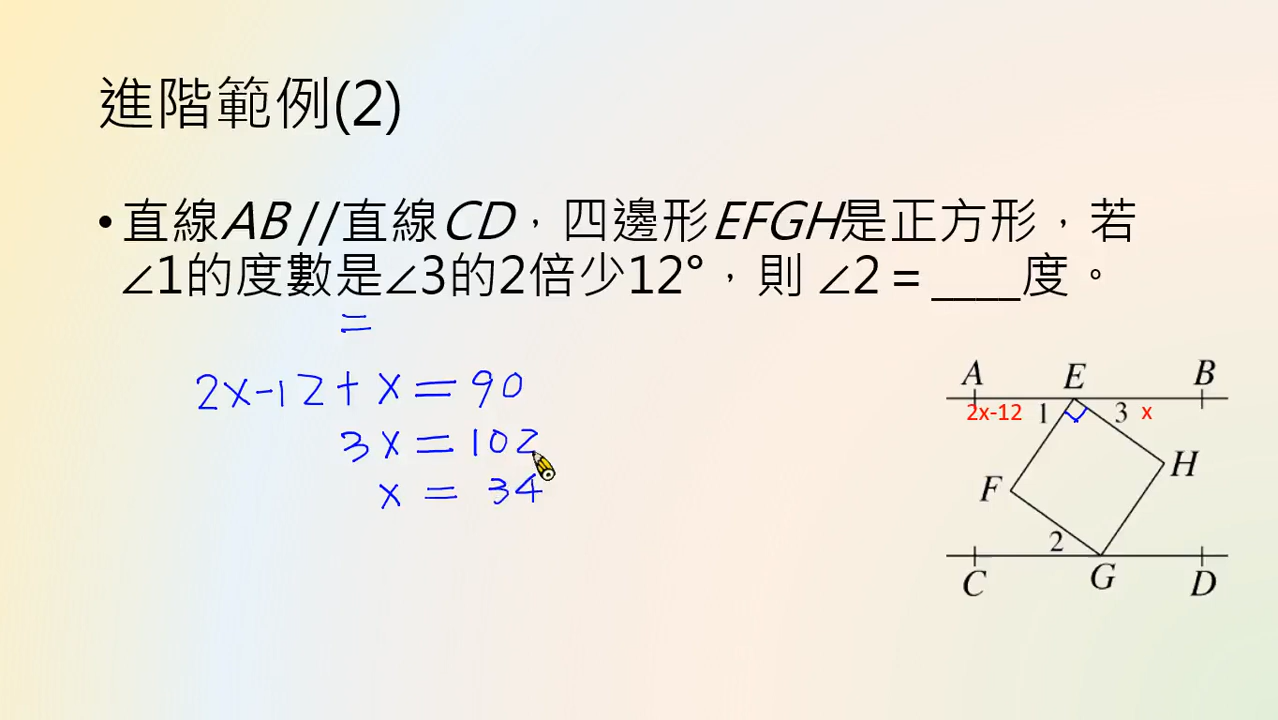 進階範例(2)
•直線AB //直線CD，四邊形EFGH是正方形，若
∠1的度數是∠3的2倍少12°，則 ∠2 = ____度。
=
2x-12+x=90
3x=102
x=34
A E B
2x-12 1 3 x
F H
2
C G D